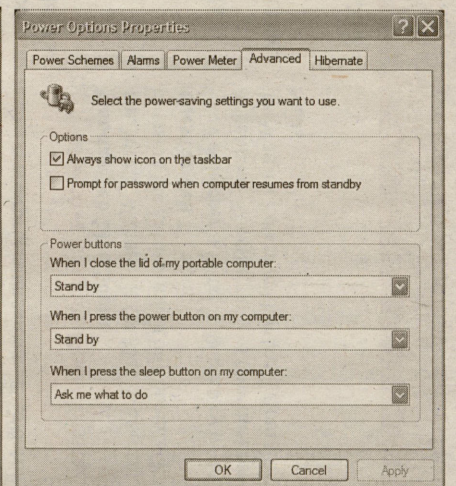 Power Options Properties
Power Schemes Alarms Power Meter Advanced Hibernate
Select the power-saving settings you want to use.
Options
Always show icon on the taskbar
Prompt for password when computer resumes from standby
Power buttons
When I close the lid of my portable computer:
Stand by
When I press the power button on my computer:
Stand by
When I press the sleep button on my computer:
Ask me what to do
OK Cancel Apply